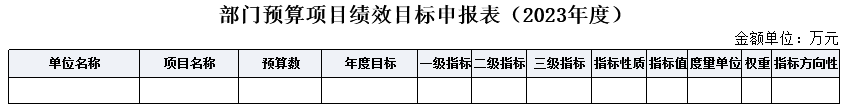 部门预算项目绩效目标申报表（2023年度）
金额单位：万元
单位名称 项目名称 预算数 年度目标 一级指标 二级指标 三级指标 指标性质 指标值 度量单位 权重 指标方向性